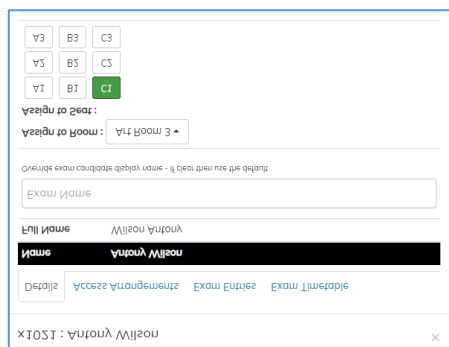 x1021 : Antony Wilson ×
Details Access Arrangements Exam Entries Exam Timetable
Name Antony Wilson
Full Name Wilson Antony
Exam Name
Override exam candidate display name - if clear then use the default
Assign to Room : Art Room 3
Assign to Seat :
A1 B1 C1
A2 B2 C2
A3 B3 C3